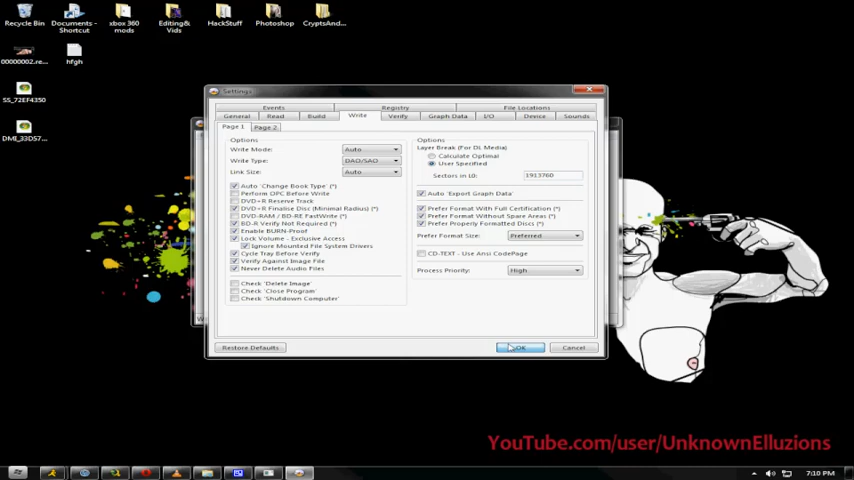 Recycle Bin
Documents - Shortcut
xbox 360 mods
Editing& Vids
HackStuff
Photoshop
CryptsAnd...
00000002.re...
hfgh
SS_72EF4350
DMI_33D57...
Settings
Events
Registry
File Locations
General
Read
Build
Write
Verify
Graph Data
I/O
Device
Sounds
Page 1
Page 2
Options
Write Mode:
Auto
Write Type:
DAO/SAO
Link Size:
Auto
Auto 'Change Book Type' (*)
Perform OPC Before Write
DVD+R Reserve Track
DVD+R Finalise Disc (Minimal Radius) (*)
DVD-RAM / BD-RE FastWrite (*)
BD-R Verify Not Required (*)
Enable BURN-Proof
Lock Volume - Exclusive Access
Ignore Mounted File System Drivers
Cycle Tray Before Verify
Verify Against Image File
Never Delete Audio Files
Check 'Delete Image'
Check 'Close Program'
Check 'Shutdown Computer'
Options
Layer Break (For DL Media)
Calculate Optimal
User Specified
Sectors in L0:
1913760
Auto 'Export Graph Data'
Prefer Format With Full Certification (*)
Prefer Format Without Spare Areas (*)
Prefer Properly Formatted Discs (*)
Prefer Format Size:
Preferred
CD-TEXT - Use Ansi CodePage
Process Priority:
High
Restore Defaults
OK
Cancel
YouTube.com/user/UnknownElluzions
7:10 PM